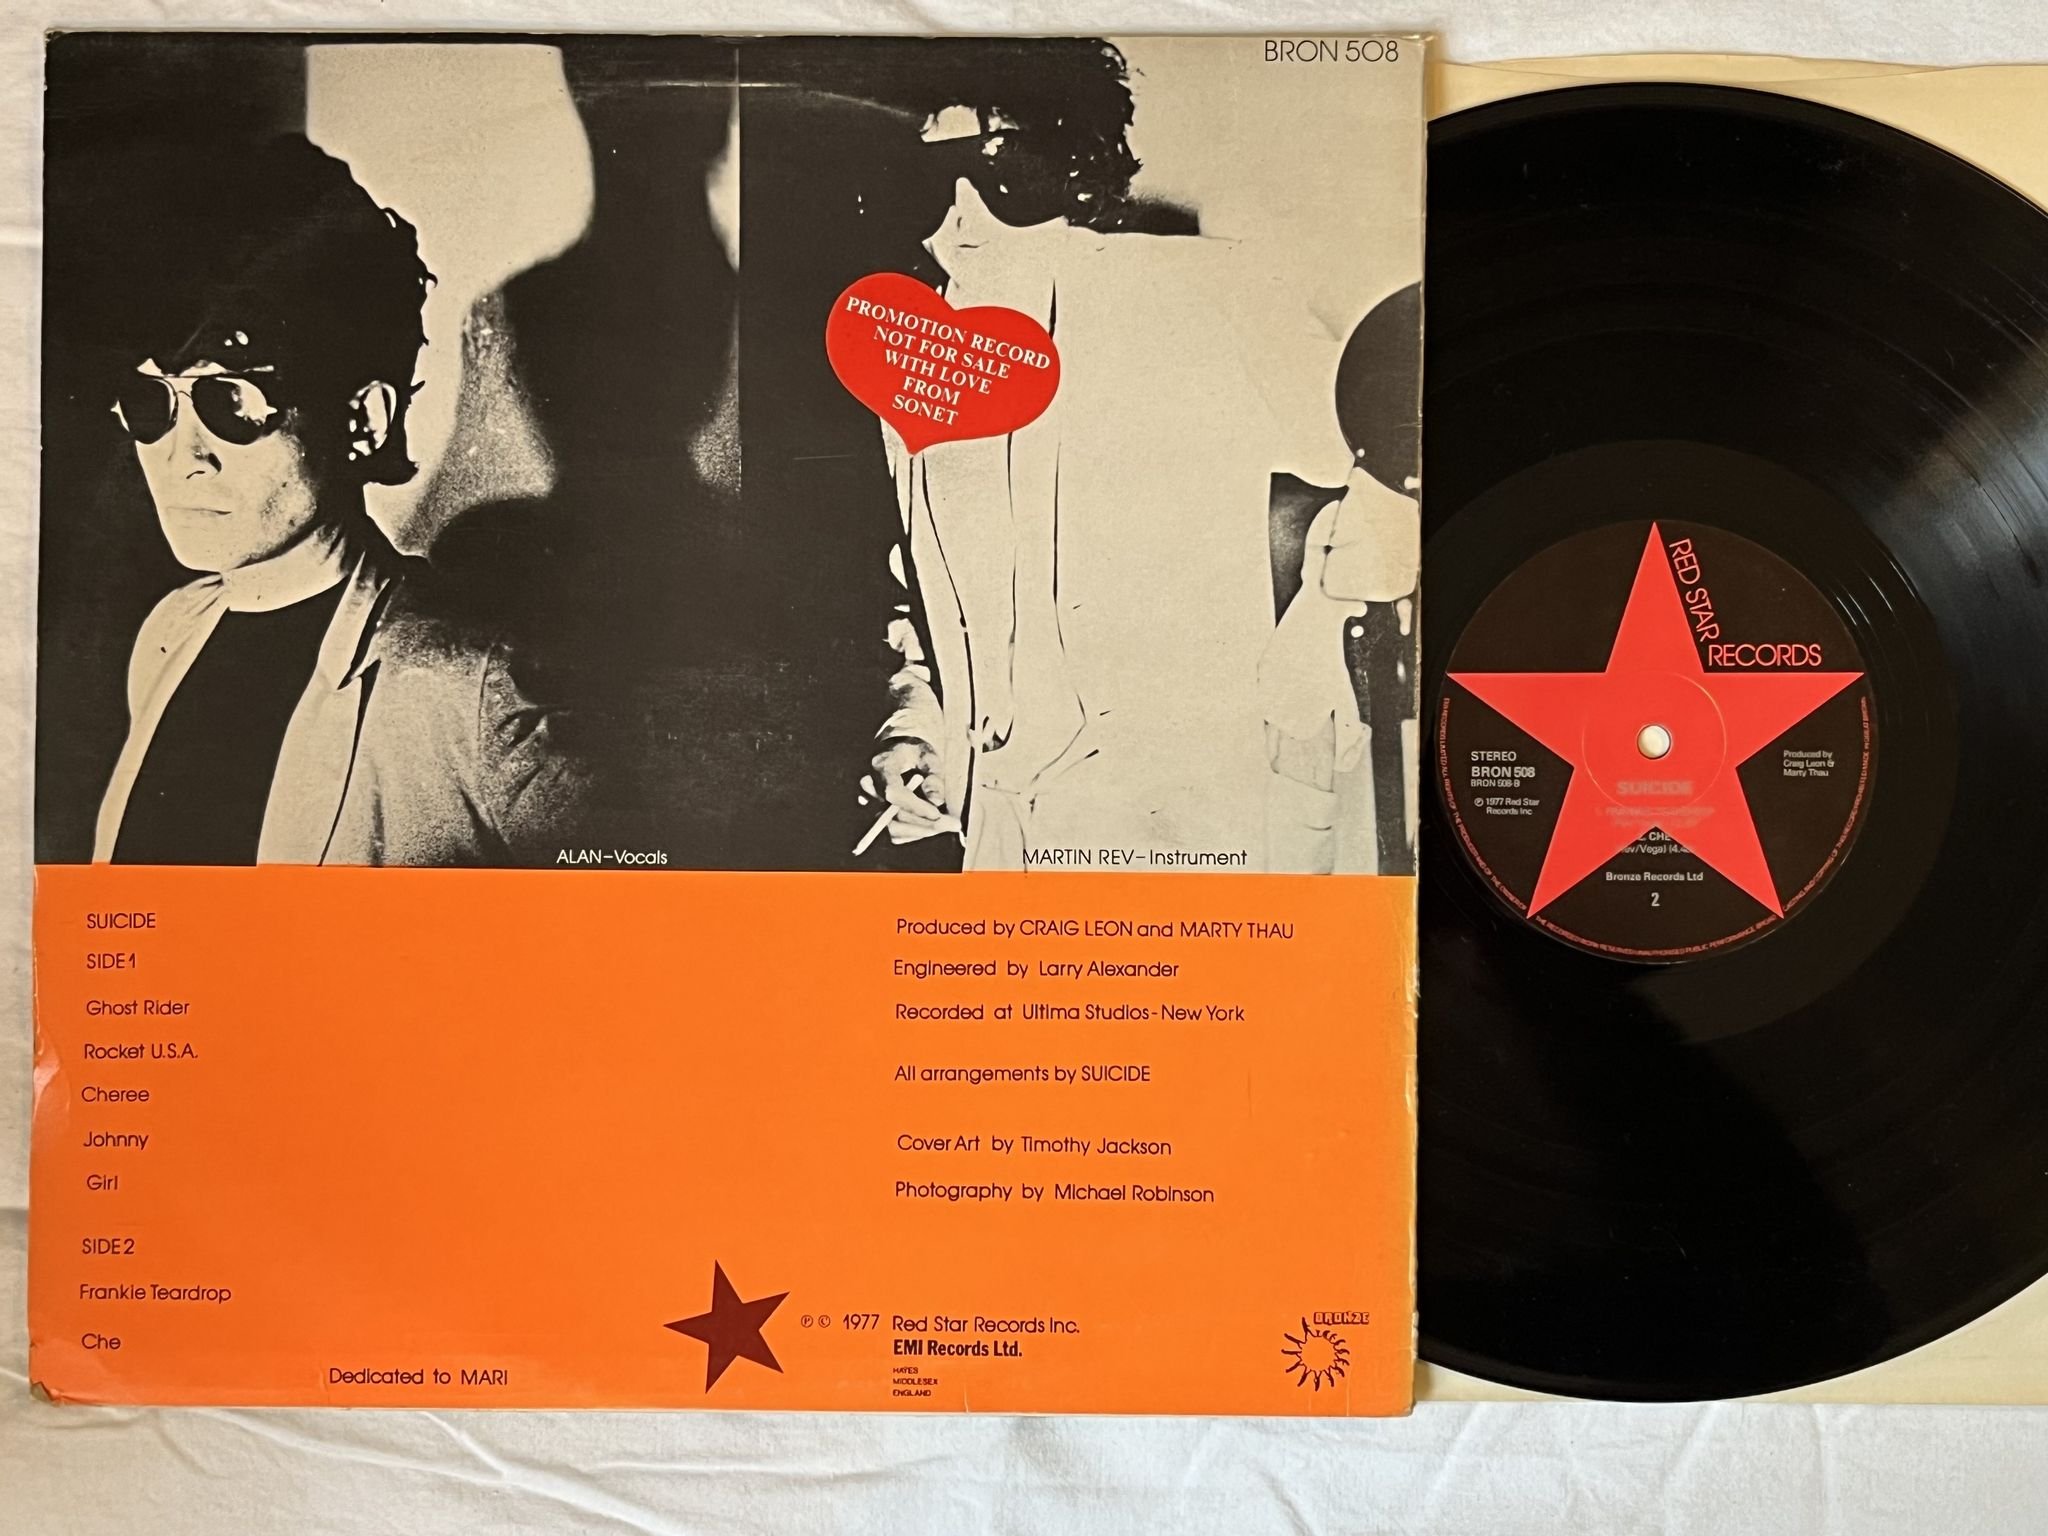 BRON 508
PROMOTION RECORD
NOT FOR SALE
WITH LOVE
FROM
SONET
ALAN–Vocals
MARTIN REV–Instrument
SUICIDE
SIDE 1
Ghost Rider
Rocket U.S.A.
Cheree
Johnny
Girl
SIDE 2
Frankie Teardrop
Che
Dedicated to MARI
Produced by CRAIG LEON and MARTY THAU
Engineered by Larry Alexander
Recorded at Ultima Studios-New York
All arrangements by SUICIDE
Cover Art by Timothy Jackson
Photography by Michael Robinson
℗ © 1977 Red Star Records Inc.
EMI Records Ltd.
HAYES
MIDDLESEX
ENGLAND
BRONZE
RED STAR
RECORDS
STEREO
BRON 508
BRON 508-B
℗ 1977 Red Star
Records Inc
Produced by
Craig Leon &
Marty Thau
SUICIDE
CHE
Bronze Records Ltd
2